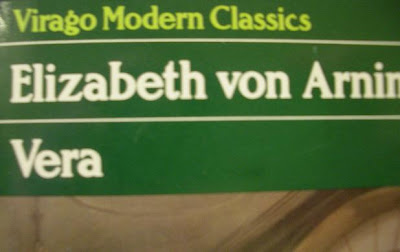 Virago Modern Classics
Elizabeth von Arnim
Vera